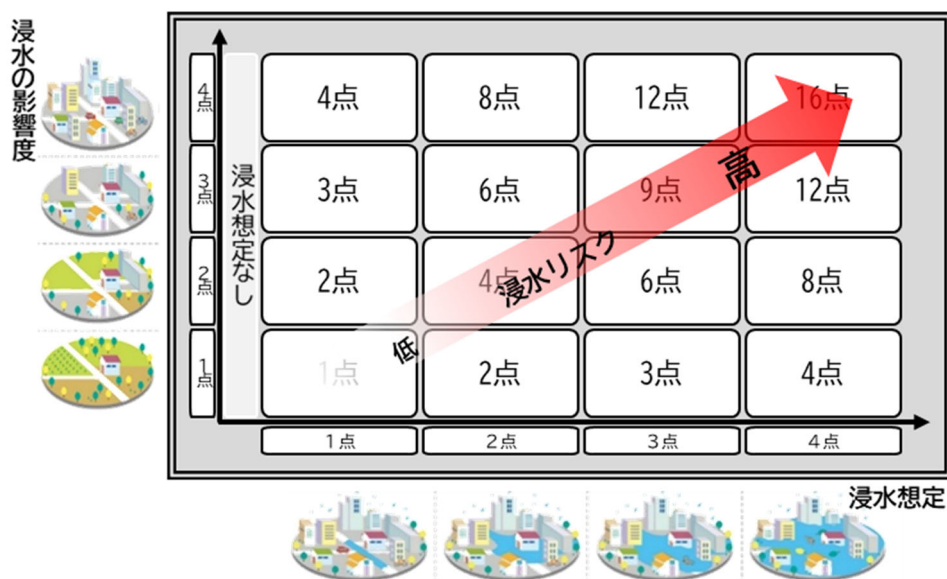 浸水の影響度
4点
3点
2点
1点
浸水想定なし
4点
8点
12点
16点
3点
6点
9点
12点
2点
4点
6点
8点
1点
2点
3点
4点
低
浸水リスク
高
1点
2点
3点
4点
浸水想定